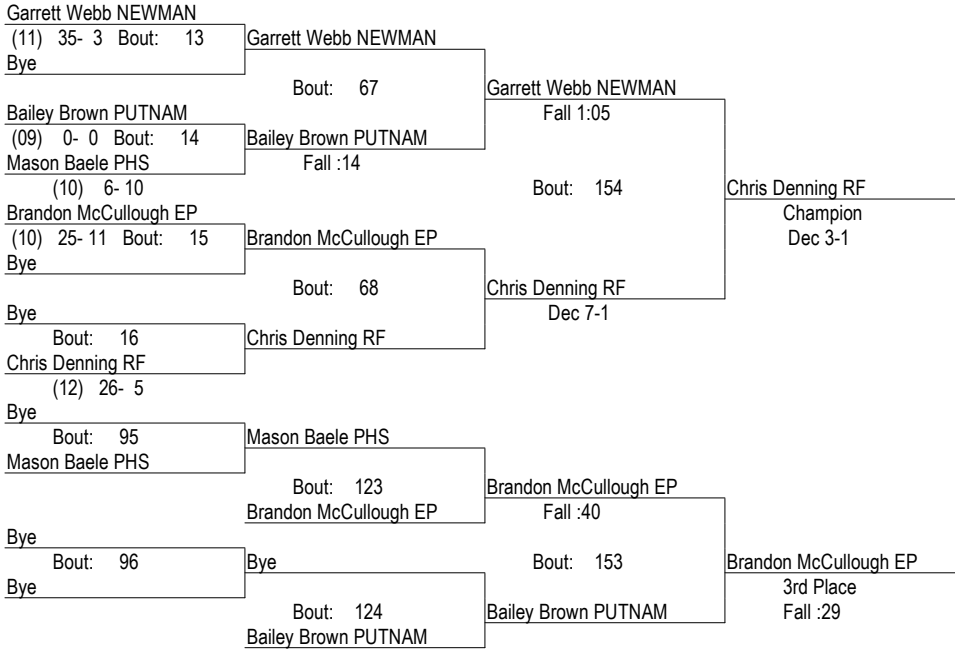 Garrett Webb NEWMAN
(11) 35- 3 Bout: 13 Garrett Webb NEWMAN
Bye
Bout: 67 Garrett Webb NEWMAN
Bailey Brown PUTNAM Fall 1:05
(09) 0- 0 Bout: 14 Bailey Brown PUTNAM
Mason Baele PHS Fall :14
(10) 6- 10 Bout: 154 Chris Denning RF
Brandon McCullough EP Champion
(10) 25- 11 Bout: 15 Brandon McCullough EP Dec 3-1
Bye
Bout: 68 Chris Denning RF
Bye Dec 7-1
Bout: 16 Chris Denning RF
Chris Denning RF
(12) 26- 5
Bye
Bout: 95 Mason Baele PHS
Mason Baele PHS
Bout: 123 Brandon McCullough EP
Brandon McCullough EP Fall :40
Bye
Bout: 96 Bye Bout: 153 Brandon McCullough EP
Bye 3rd Place
Bout: 124 Bailey Brown PUTNAM Fall :29
Bailey Brown PUTNAM